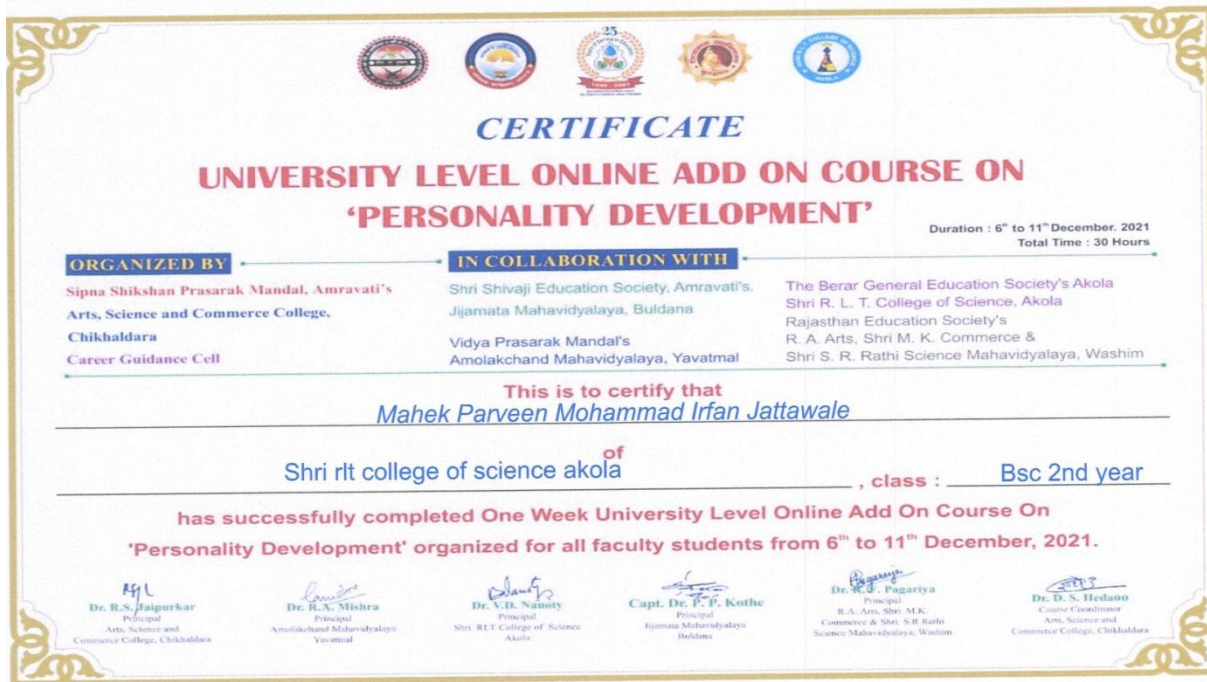 25
1996 - 2021
SHRI R.L.T. COLLEGE OF SCIENCE
AKOLA
CERTIFICATE
UNIVERSITY LEVEL ONLINE ADD ON COURSE ON
‘PERSONALITY DEVELOPMENT’
Duration : 6th to 11th December. 2021
Total Time : 30 Hours
ORGANIZED BY
Sipna Shikshan Prasarak Mandal, Amravati's
Arts, Science and Commerce College,
Chikhaldara
Career Guidance Cell
IN COLLABORATION WITH
Shri Shivaji Education Society, Amravati's.
Jijamata Mahavidyalaya, Buldana
Vidya Prasarak Mandal's
Amolakchand Mahavidyalaya, Yavatmal
The Berar General Education Society's Akola
Shri R. L. T. College of Science, Akola
Rajasthan Education Society's
R. A. Arts, Shri M. K. Commerce &
Shri S. R. Rathi Science Mahavidyalaya, Washim
This is to certify that
Mahek Parveen Mohammad Irfan Jattawale
of
Shri rlt college of science akola , class : Bsc 2nd year
has successfully completed One Week University Level Online Add On Course On
'Personality Development' organized for all faculty students from 6th to 11th December, 2021.
Dr. R.S. Jaipurkar
Principal
Arts, Science and
Commerce College, Chikhaldara
Dr. R.A. Mishra
Principal
Amolakchand Mahavidyalaya
Yavatmal
Dr. V.D. Nanoty
Principal
Shri. RLT College of Science
Akola
Capt. Dr. P. P. Kothe
Principal
Jijamata Mahavidyalaya
Buldana
Pagariya
Principal
R.A. Arts, Shri. M.K.
Commerce & Shri. S.R Rathi
Science Mahavidyalaya, Washim
Dr. D. S. Hedaoo
Course Coordinator
Arts, Science and
Commerce College, Chikhaldara